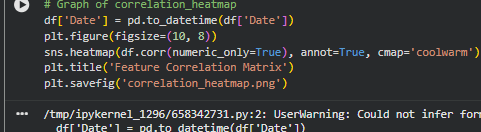 # Graph of correlation_heatmap
df['Date'] = pd.to_datetime(df['Date'])
plt.figure(figsize=(10, 8))
sns.heatmap(df.corr(numeric_only=True), annot=True, cmap='coolwarm')
plt.title('Feature Correlation Matrix')
plt.savefig('correlation_heatmap.png')
/tmp/ipykernel_1296/658342731.py:2: UserWarning: Could not infer for
df['Date'] = pd.to_datetime(df['Date'])